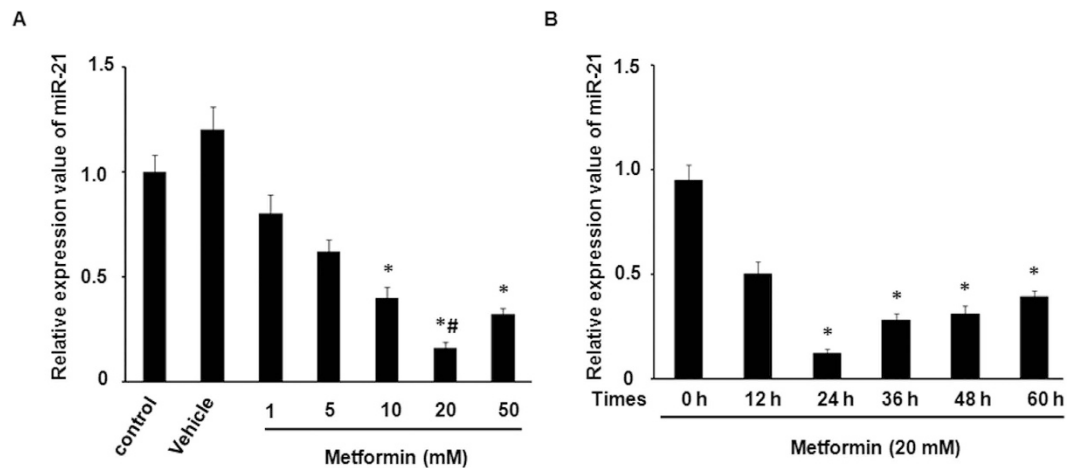 A
Relative expression value of miR-21
1.5
1.0
0.5
0
control
Vehicle
1 5 10 20 50
* *# *
Metformin (mM)
B
Relative expression value of miR-21
1.5
1.0
0.5
0
* * * *
Times 0 h 12 h 24 h 36 h 48 h 60 h
Metformin (20 mM)